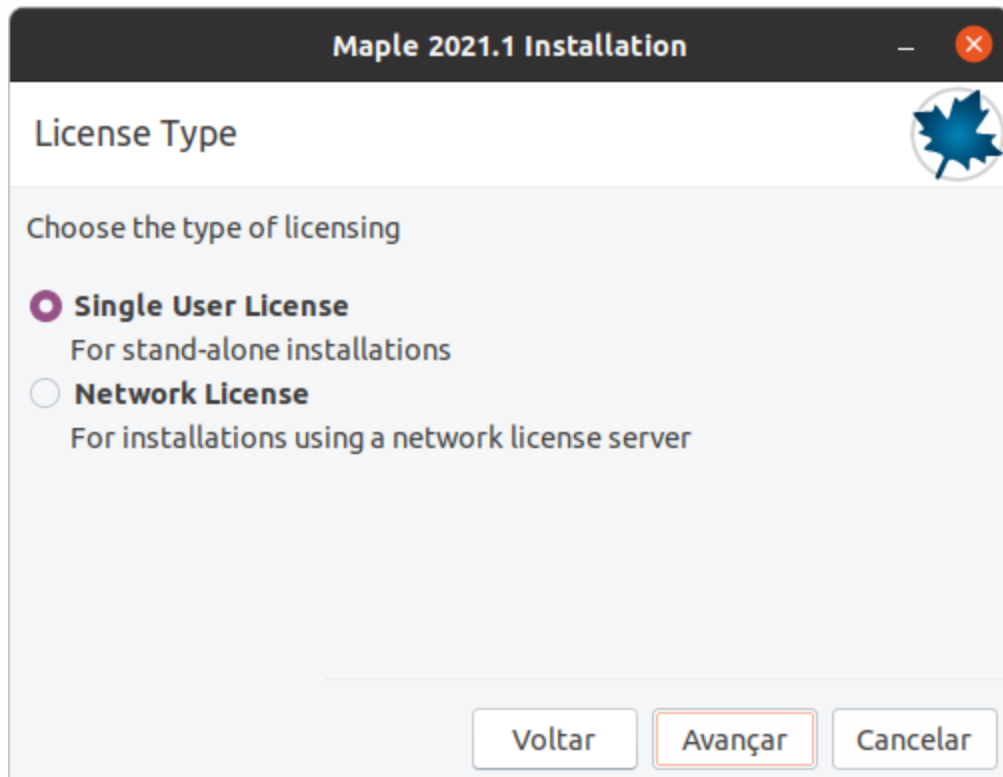 Maple 2021.1 Installation
License Type
Choose the type of licensing
Single User License
For stand-alone installations
Network License
For installations using a network license server
Voltar Avançar Cancelar